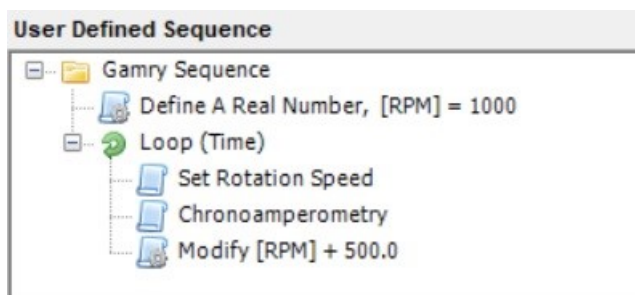 User Defined Sequence
Gamry Sequence
Define A Real Number, [RPM] = 1000
Loop (Time)
Set Rotation Speed
Chronoamperometry
Modify [RPM] + 500.0